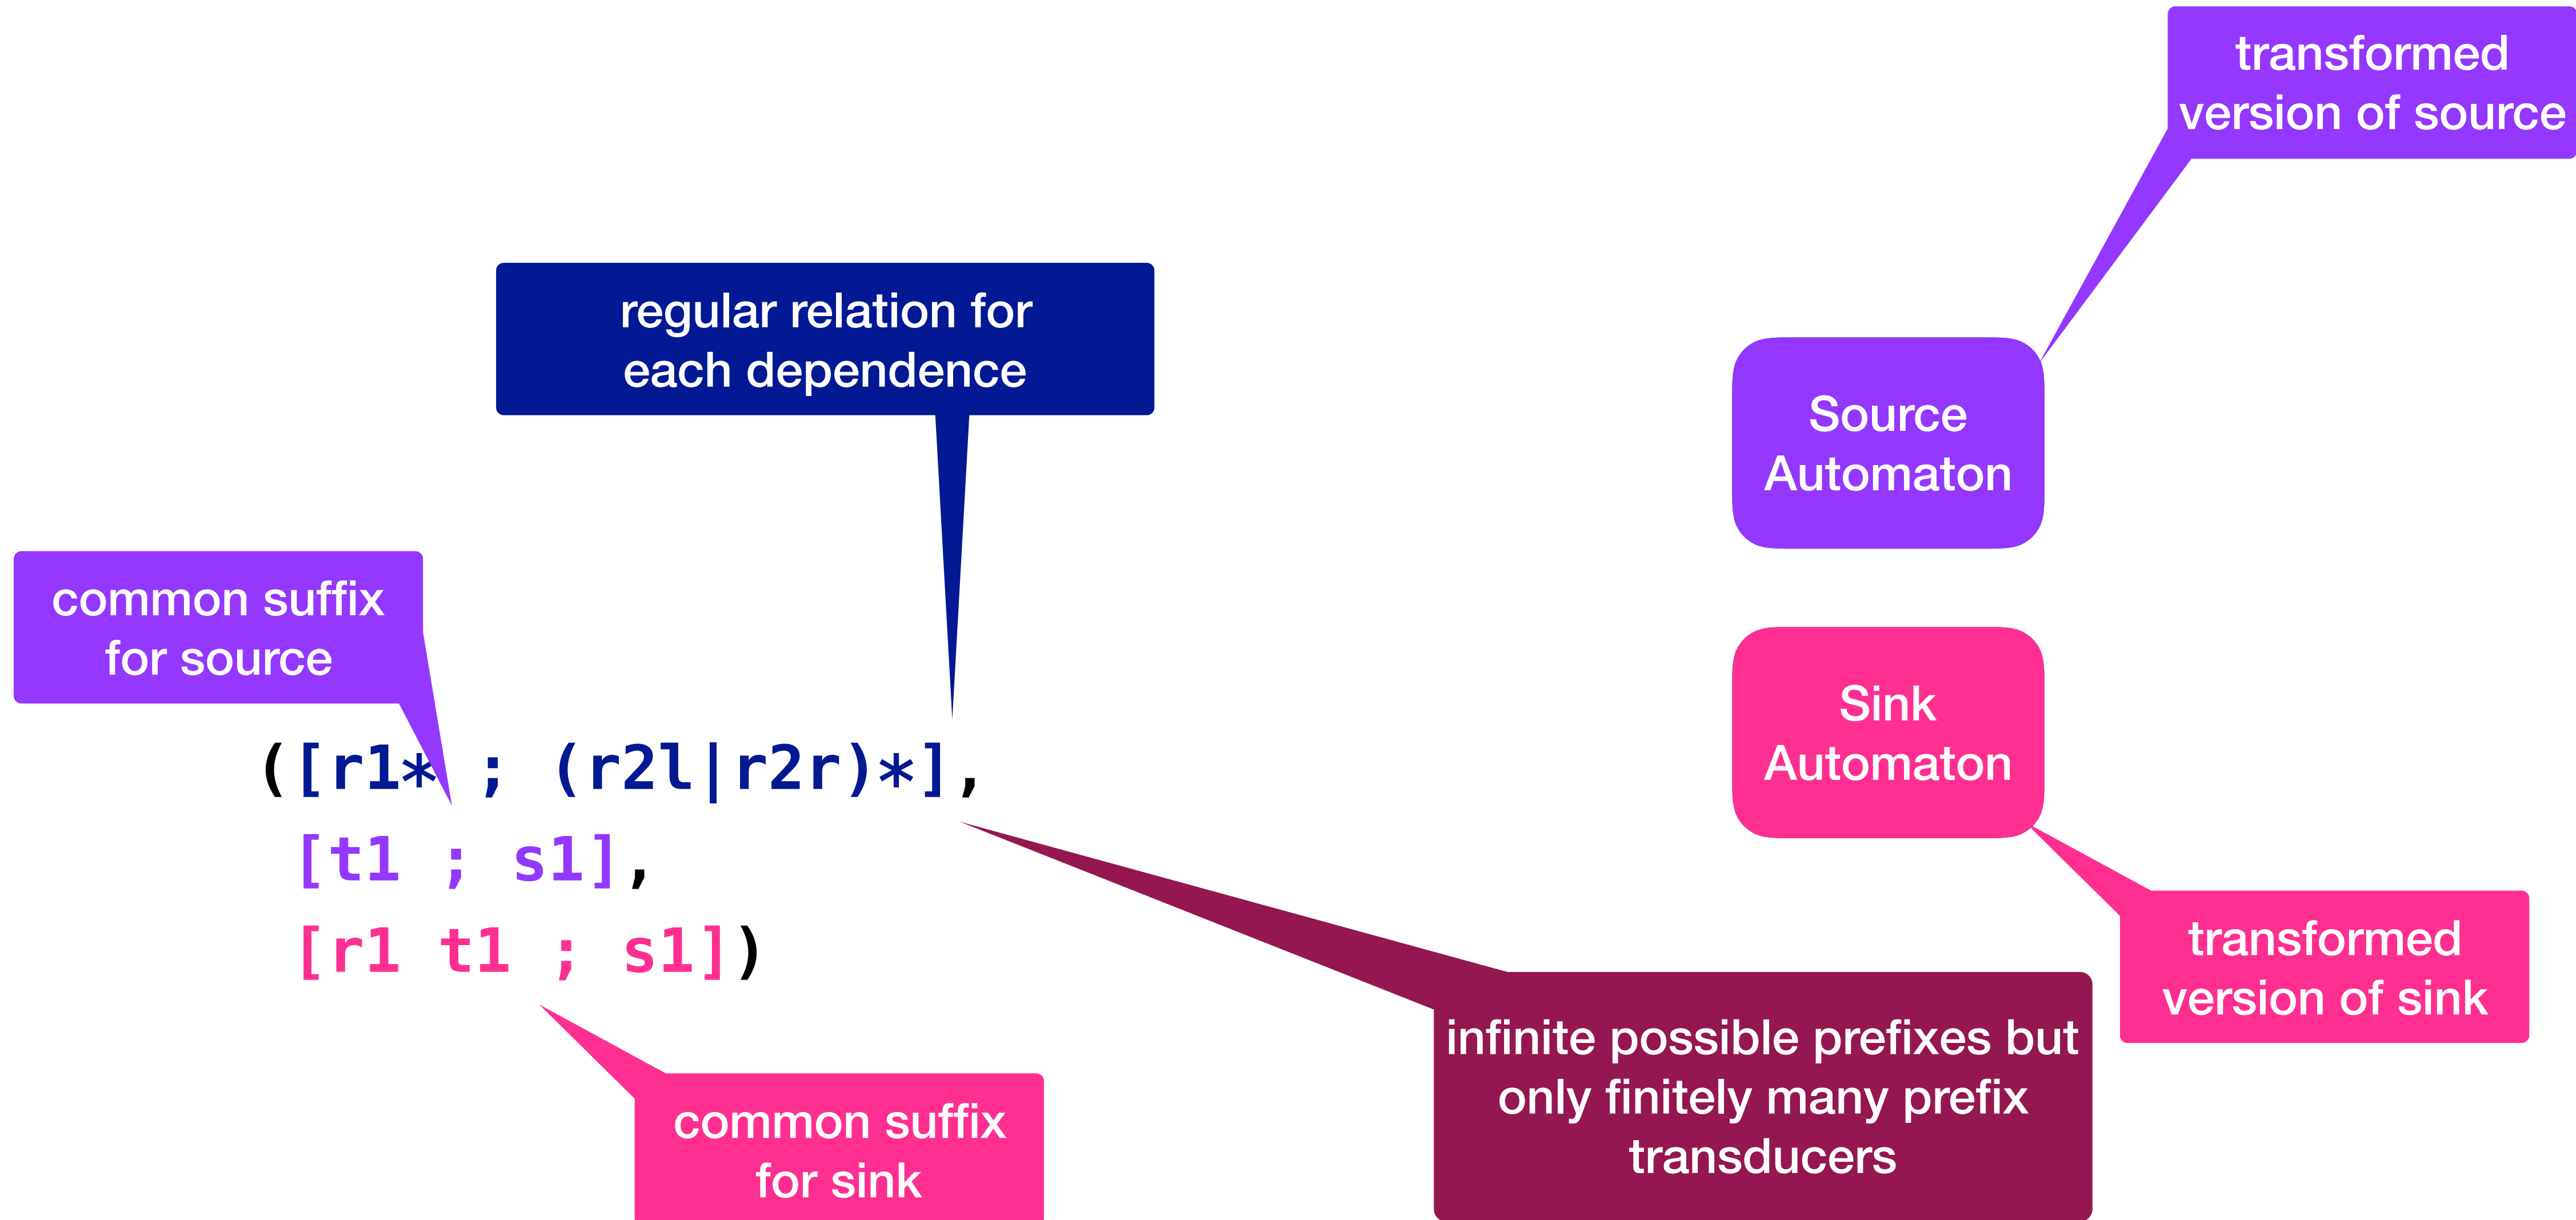 transformed
version of source
regular relation for
each dependence
Source
Automaton
common suffix
for source
Sink
Automaton
([r1* ; (r2l|r2r)*],
[t1 ; s1],
[r1 t1 ; s1])
transformed
version of sink
infinite possible prefixes but
only finitely many prefix
transducers
common suffix
for sink